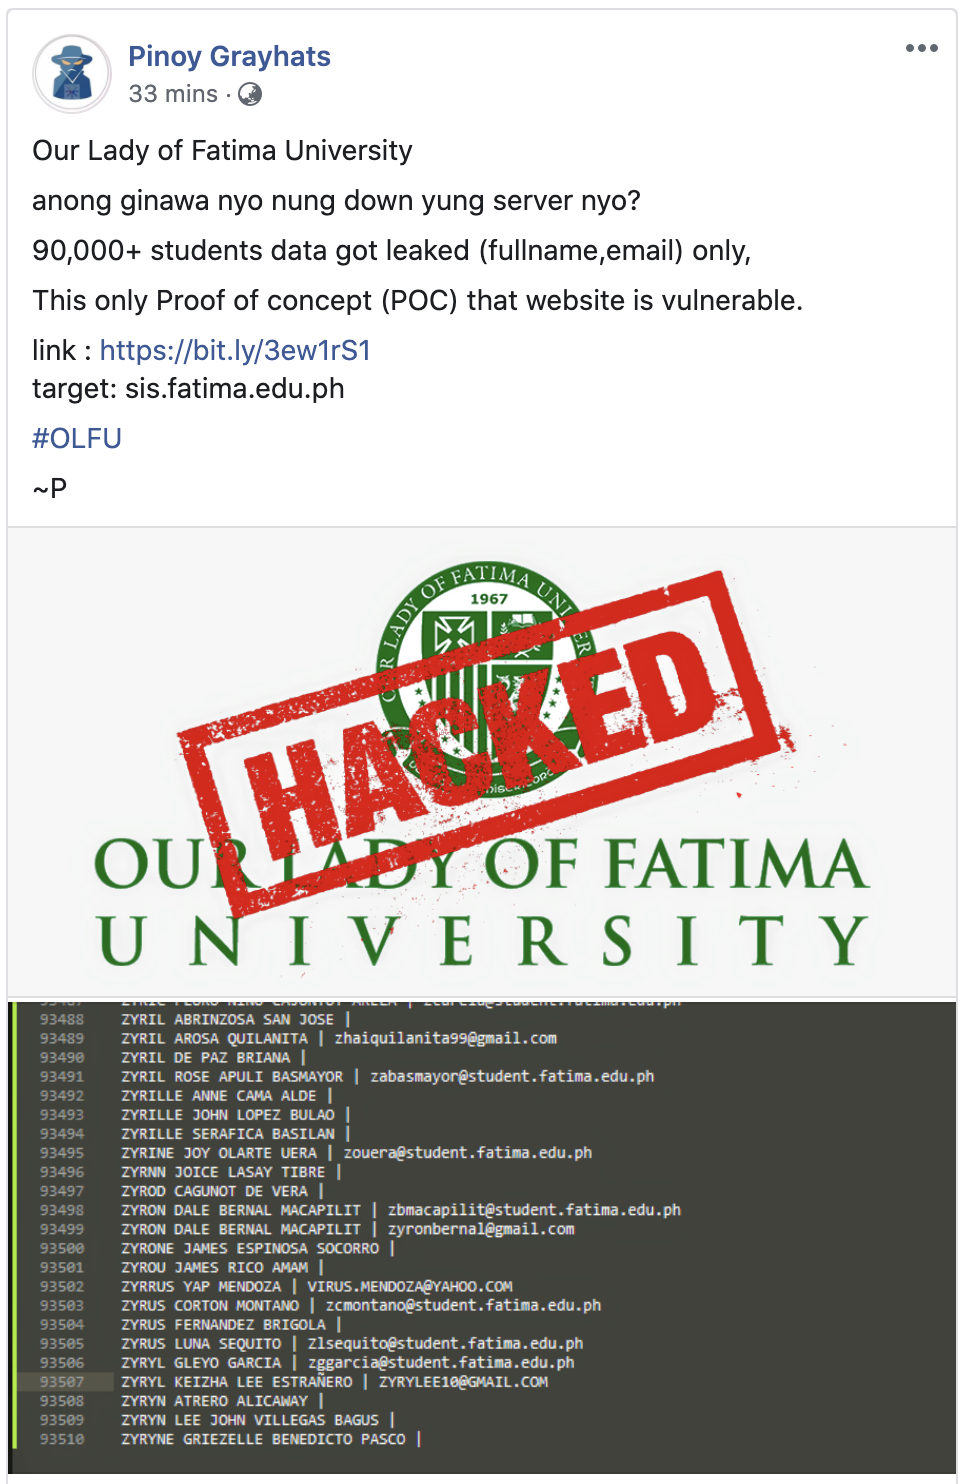 Pinoy Grayhats
33 mins ·
Our Lady of Fatima University
anong ginawa nyo nung down yung server nyo?
90,000+ students data got leaked (fullname,email) only,
This only Proof of concept (POC) that website is vulnerable.
link : https://bit.ly/3ew1rS1
target: sis.fatima.edu.ph
#OLFU
~P
OUR LADY OF FATIMA UNIVER
1967
HACKED
OUR LADY OF FATIMA
UNIVERSITY
93488 ZYRIL ABRINZOSA SAN JOSE |
93489 ZYRIL AROSA QUILANITA | zhaiquilanita99@gmail.com
93490 ZYRIL DE PAZ BRIANA |
93491 ZYRIL ROSE APULI BASMAYOR | zabasmayor@student.fatima.edu.ph
93492 ZYRILLE ANNE CAMA ALDE |
93493 ZYRILLE JOHN LOPEZ BULAO |
93494 ZYRILLE SERAFICA BASILAN |
93495 ZYRINE JOY OLARTE UERA | zouera@student.fatima.edu.ph
93496 ZYRNN JOICE LASAY TIBRE |
93497 ZYROD CAGUNOT DE VERA |
93498 ZYRON DALE BERNAL MACAPILIT | zbmacapilit@student.fatima.edu.ph
93499 ZYRON DALE BERNAL MACAPILIT | zyronbernal@gmail.com
93500 ZYRONE JAMES ESPINOSA SOCORRO |
93501 ZYROU JAMES RICO AMAM |
93502 ZYRRUS YAP MENDOZA | VIRUS.MENDOZA@YAHOO.COM
93503 ZYRUS CORTON MONTANO | zcmontano@student.fatima.edu.ph
93504 ZYRUS FERNANDEZ BRIGOLA |
93505 ZYRUS LUNA SEQUITO | Zlsequito@student.fatima.edu.ph
93506 ZYRYL GLEYO GARCIA | zggarcia@student.fatima.edu.ph
93507 ZYRYL KEIZHA LEE ESTRAÑERO | ZYRYLEE10@GMAIL.COM
93508 ZYRYN ATRERO ALICAWAY |
93509 ZYRYN LEE JOHN VILLEGAS BAGUS |
93510 ZYRYNE GRIEZELLE BENEDICTO PASCO |